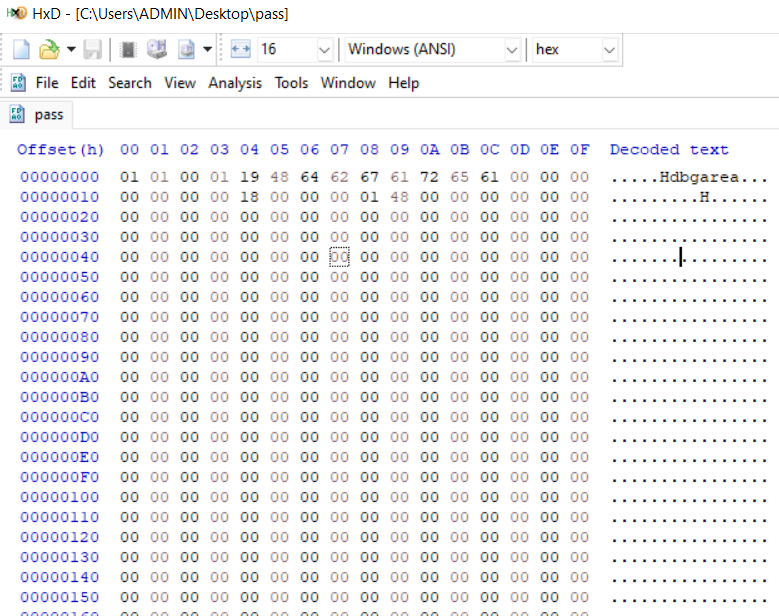 HxD - [C:\Users\ADMIN\Desktop\pass]
16 Windows (ANSI) hex
File Edit Search View Analysis Tools Window Help
pass
Offset(h) 00 01 02 03 04 05 06 07 08 09 0A 0B 0C 0D 0E 0F Decoded text
00000000 01 01 00 01 19 48 64 62 67 61 72 65 61 00 00 00 .....Hdbgarea...
00000010 00 00 00 00 18 00 00 00 01 48 00 00 00 00 00 00 .........H......
00000020 00 00 00 00 00 00 00 00 00 00 00 00 00 00 00 00 ................
00000030 00 00 00 00 00 00 00 00 00 00 00 00 00 00 00 00 ................
00000040 00 00 00 00 00 00 00 00 00 00 00 00 00 00 00 00 ................
00000050 00 00 00 00 00 00 00 00 00 00 00 00 00 00 00 00 ................
00000060 00 00 00 00 00 00 00 00 00 00 00 00 00 00 00 00 ................
00000070 00 00 00 00 00 00 00 00 00 00 00 00 00 00 00 00 ................
00000080 00 00 00 00 00 00 00 00 00 00 00 00 00 00 00 00 ................
00000090 00 00 00 00 00 00 00 00 00 00 00 00 00 00 00 00 ................
000000A0 00 00 00 00 00 00 00 00 00 00 00 00 00 00 00 00 ................
000000B0 00 00 00 00 00 00 00 00 00 00 00 00 00 00 00 00 ................
000000C0 00 00 00 00 00 00 00 00 00 00 00 00 00 00 00 00 ................
000000D0 00 00 00 00 00 00 00 00 00 00 00 00 00 00 00 00 ................
000000E0 00 00 00 00 00 00 00 00 00 00 00 00 00 00 00 00 ................
000000F0 00 00 00 00 00 00 00 00 00 00 00 00 00 00 00 00 ................
00000100 00 00 00 00 00 00 00 00 00 00 00 00 00 00 00 00 ................
00000110 00 00 00 00 00 00 00 00 00 00 00 00 00 00 00 00 ................
00000120 00 00 00 00 00 00 00 00 00 00 00 00 00 00 00 00 ................
00000130 00 00 00 00 00 00 00 00 00 00 00 00 00 00 00 00 ................
00000140 00 00 00 00 00 00 00 00 00 00 00 00 00 00 00 00 ................
00000150 00 00 00 00 00 00 00 00 00 00 00 00 00 00 00 00 ................